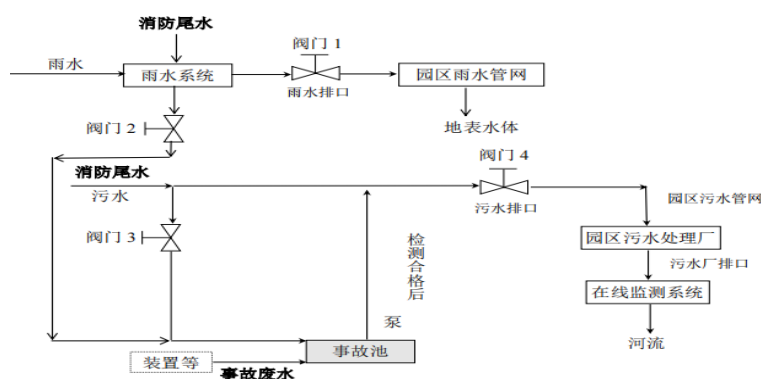 消防尾水
阀门 1
雨水
雨水系统
园区雨水管网
雨水排口
地表水体
阀门 2
阀门 4
消防尾水
污水
污水排口
园区污水管网
阀门 3
检测合格后
园区污水处理厂
污水厂排口
在线监测系统
泵
事故池
河流
装置等
事故废水